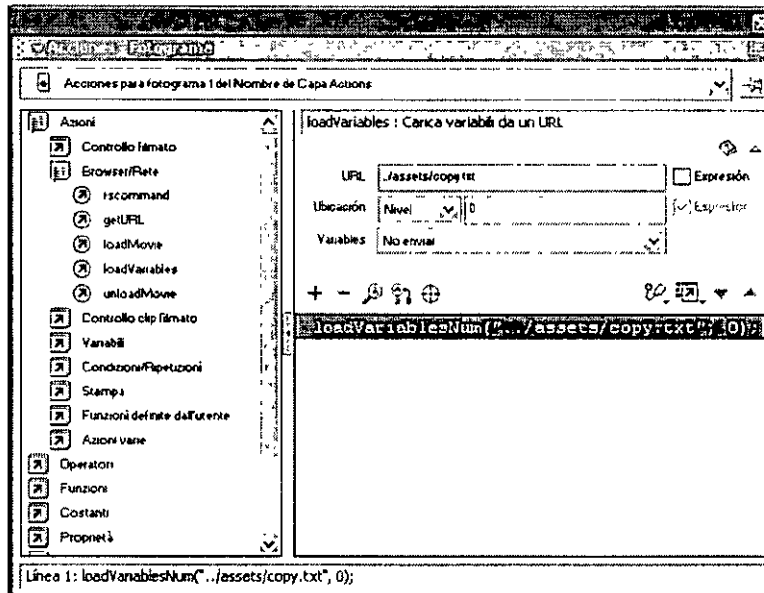 Acciones - Fotograma
Acciones para fotograma 1 del Nombre de Capa Actions
Azioni
Controllo filmato
Browser/Rete
fscommand
getURL
loadMovie
loadVariables
unloadMovie
Controllo clip filmato
Variabili
Condizioni/Ripetizioni
Stampa
Funzioni definite dall'utente
Azioni varie
Operatori
Funzioni
Costanti
Proprietà
loadVariables : Carica variabili da un URL
URL ../assets/copy.txt Expresión
Ubicación Nivel 0 Expresión
Variables No enviar
loadVariablesNum("../assets/copy.txt", 0);
Línea 1: loadVariablesNum("../assets/copy.txt", 0);